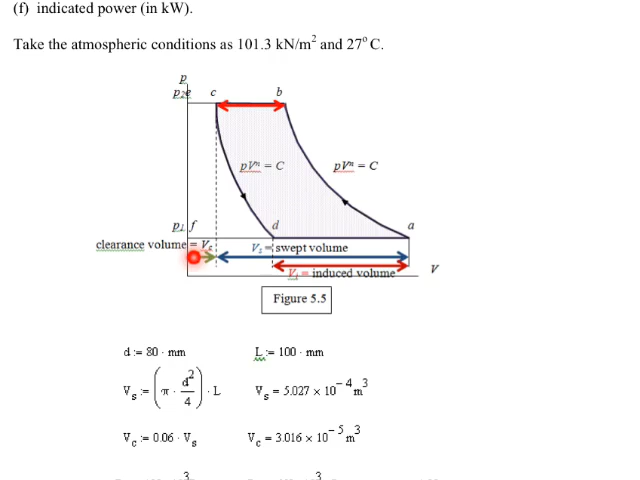 (f) indicated power (in kW).
Take the atmospheric conditions as 101.3 kN/m² and 27°C.
p
p2e c b
pVⁿ = C pVⁿ = C
p1 f d a
clearance volume = Vc Vs = swept volume
V1 = induced volume V
Figure 5.5
d := 80 · mm L := 100 · mm
Vs := (π · d²/4) · L Vs = 5.027 × 10⁻⁴ m³
Vc := 0.06 · Vs Vc = 3.016 × 10⁻⁵ m³